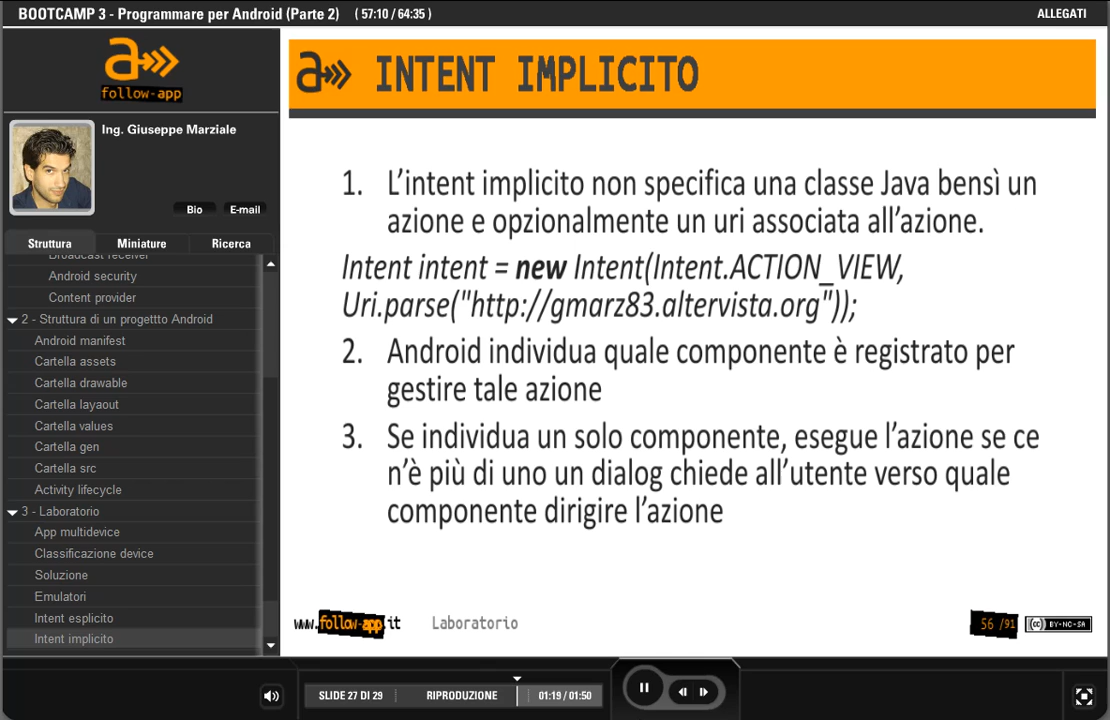 BOOTCAMP 3 - Programmare per Android (Parte 2) ( 57:10 / 64:35 )
ALLEGATI
a
follow-app
Ing. Giuseppe Marziale
Bio
E-mail
Struttura
Miniature
Ricerca
Broadcast receiver
Android security
Content provider
2 - Struttura di un progettto Android
Android manifest
Cartella assets
Cartella drawable
Cartella layaout
Cartella values
Cartella gen
Cartella src
Activity lifecycle
3 - Laboratorio
App multidevice
Classificazione device
Soluzione
Emulatori
Intent esplicito
Intent implicito
a INTENT IMPLICITO
1. L'intent implicito non specifica una classe Java bensì un
azione e opzionalmente un uri associata all'azione.
Intent intent = new Intent(Intent.ACTION_VIEW,
Uri.parse("http://gmarz83.altervista.org"));
2. Android individua quale componente è registrato per
gestire tale azione
3. Se individua un solo componente, esegue l'azione se ce
n'è più di uno un dialog chiede all'utente verso quale
componente dirigire l'azione
www.follow-app.it
Laboratorio
56 /91
cc BY-NC-SA
SLIDE 27 DI 29
RIPRODUZIONE
01:19 / 01:50